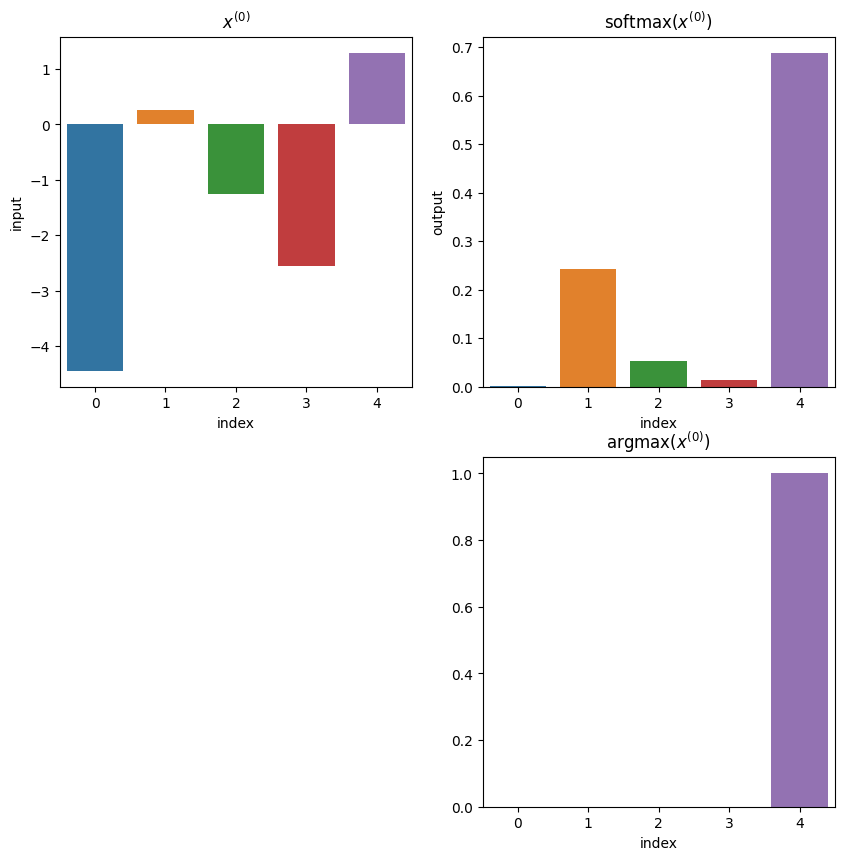 x^(0)
1
0
−1
−2
−3
−4
input
0 1 2 3 4
index
softmax(x^(0))
0.7
0.6
0.5
0.4
0.3
0.2
0.1
0.0
output
0 1 2 3 4
index
argmax(x^(0))
1.0
0.8
0.6
0.4
0.2
0.0
0 1 2 3 4
index